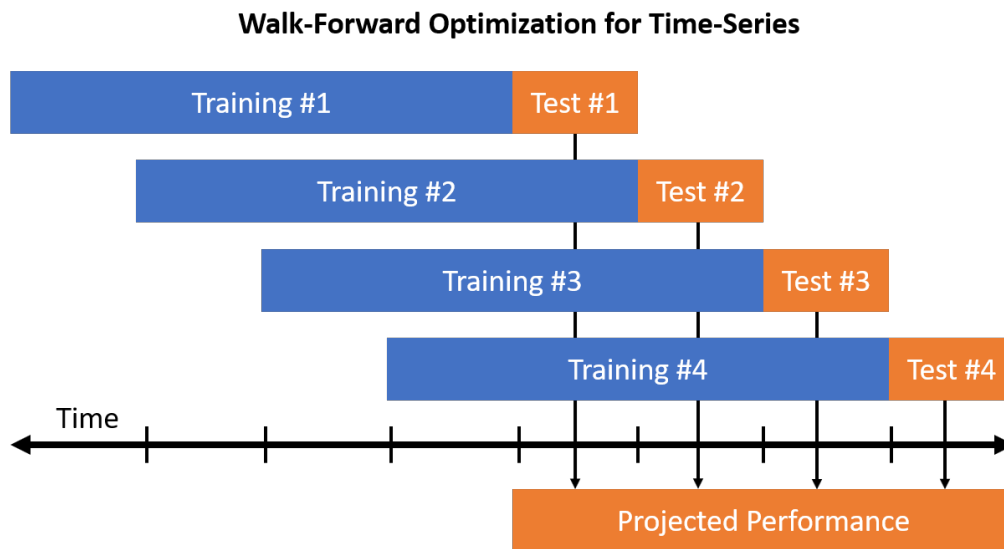 Walk-Forward Optimization for Time-Series
Training #1
Test #1
Training #2
Test #2
Training #3
Test #3
Training #4
Test #4
Time
Projected Performance